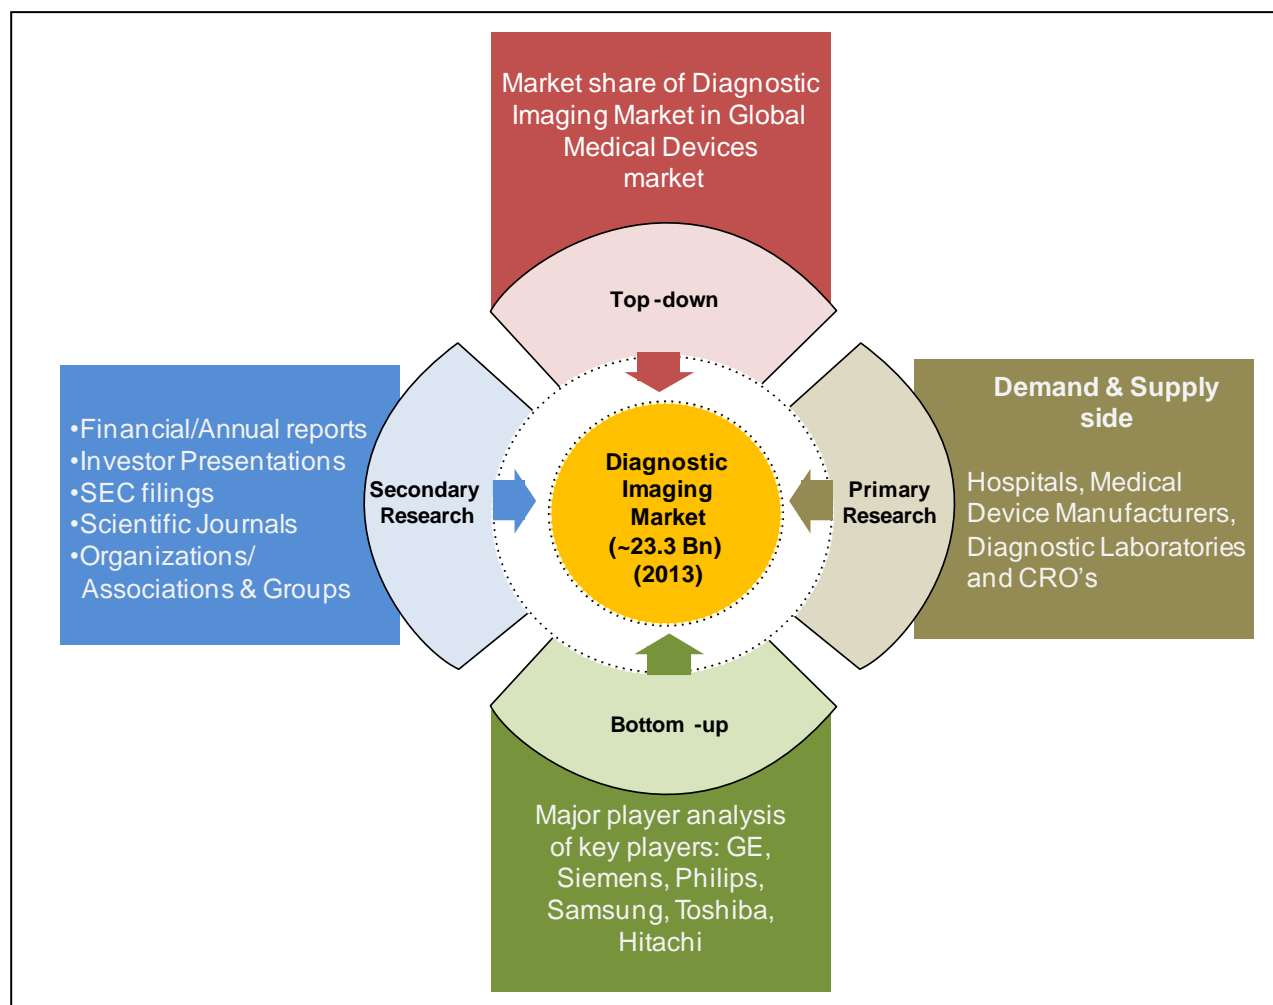 Market share of Diagnostic
Imaging Market in Global
Medical Devices
market
Top -down
•Financial/Annual reports
•Investor Presentations
•SEC filings
•Scientific Journals
•Organizations/
Associations & Groups
Secondary
Research
Diagnostic
Imaging
Market
(~23.3 Bn)
(2013)
Primary
Research
Demand & Supply
side
Hospitals, Medical
Device Manufacturers,
Diagnostic Laboratories
and CRO’s
Bottom -up
Major player analysis
of key players: GE,
Siemens, Philips,
Samsung, Toshiba,
Hitachi